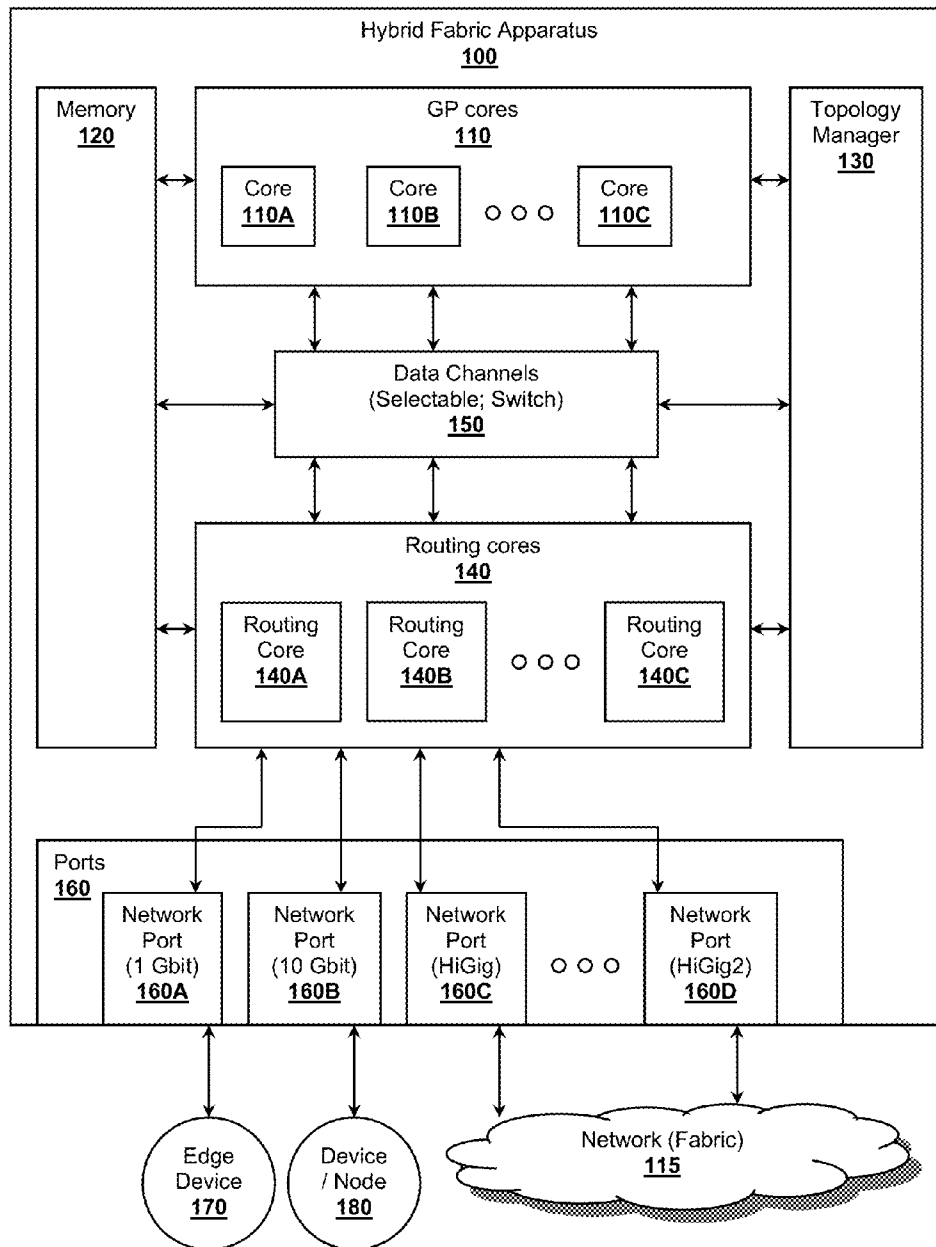 Hybrid Fabric Apparatus
100
Memory
120
GP cores
110
Topology
Manager
130
Core
110A
Core
110B
Core
110C
Data Channels
(Selectable; Switch)
150
Routing cores
140
Routing
Core
140A
Routing
Core
140B
Routing
Core
140C
Ports
160
Network
Port
(1 Gbit)
160A
Network
Port
(10 Gbit)
160B
Network
Port
(HiGig)
160C
Network
Port
(HiGig2)
160D
Edge
Device
170
Device
/ Node
180
Network (Fabric)
115